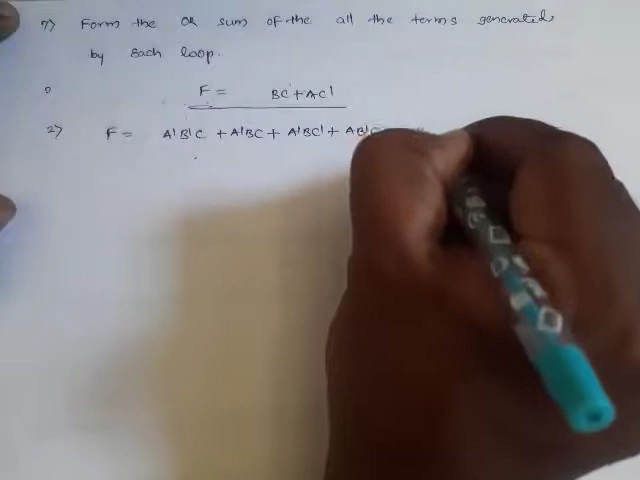 7) Form the OR sum of the all the terms generated
by each loop.
1) F = BC + AC'
2) F = A'B'C + A'BC + A'BC' + AB'C